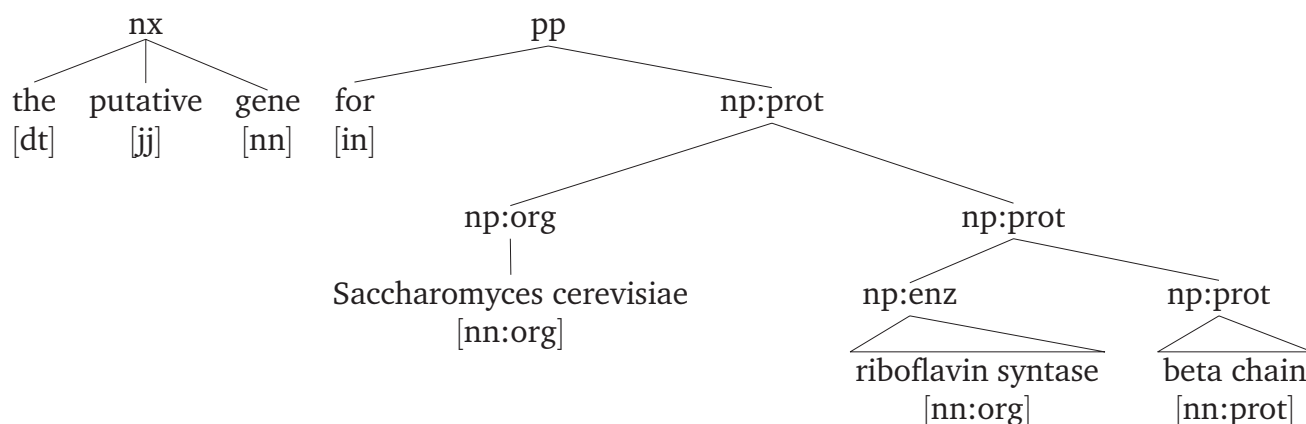 nx pp
the putative gene for np:prot
[dt] [jj] [nn] [in]
np:org np:prot
Saccharomyces cerevisiae np:enz np:prot
[nn:org]
riboflavin syntase beta chain
[nn:org] [nn:prot]